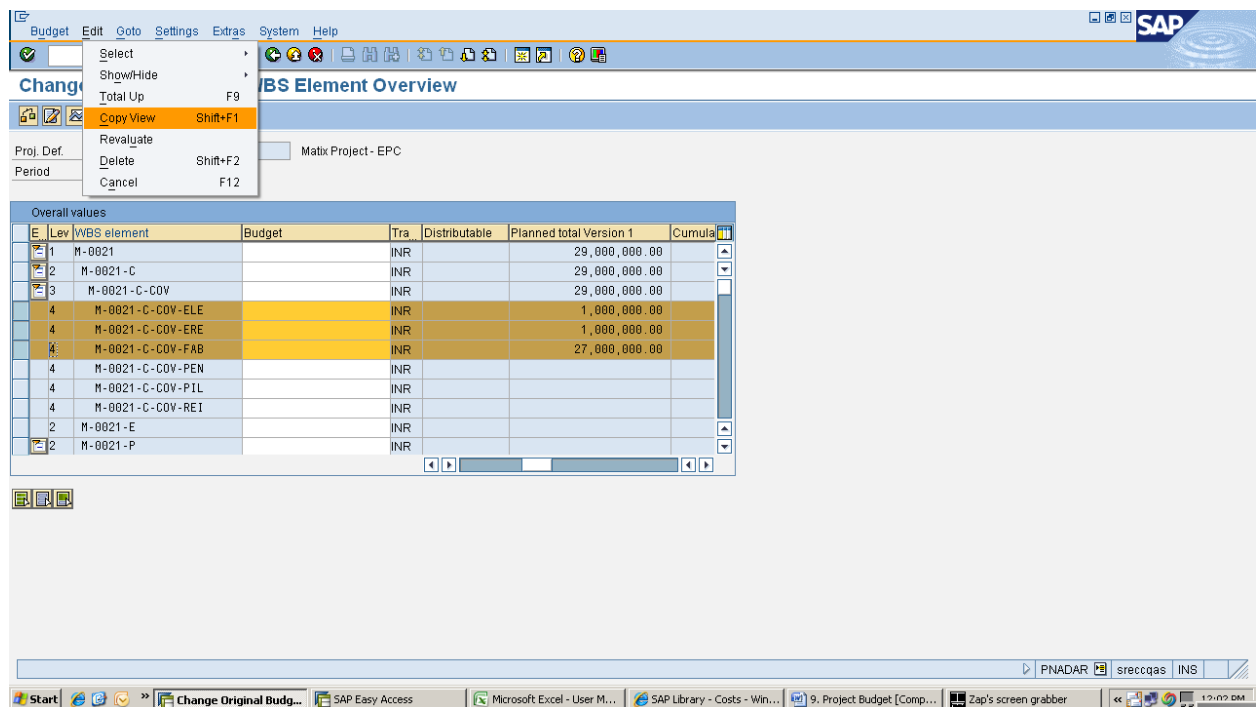 Budget Edit Goto Settings Extras System Help
SAP
Select
Show/Hide
Chang
WBS Element Overview
Total Up F9
Copy View Shift+F1
Revaluate
Proj. Def.
Matix Project - EPC
Delete Shift+F2
Period
Cancel F12
Overall values
E... Lev WBS element Budget Tra... Distributable Planned total Version 1 Cumula
1 M-0021 INR 29,000,000.00
2 M-0021-C INR 29,000,000.00
3 M-0021-C-COV INR 29,000,000.00
4 M-0021-C-COV-ELE INR 1,000,000.00
4 M-0021-C-COV-ERE INR 1,000,000.00
4 M-0021-C-COV-FAB INR 27,000,000.00
4 M-0021-C-COV-PEN INR
4 M-0021-C-COV-PIL INR
4 M-0021-C-COV-REI INR
2 M-0021-E INR
2 M-0021-P INR
PNADAR sreccqas INS
Start » Change Original Budg... SAP Easy Access Microsoft Excel - User M... SAP Library - Costs - Win... 9. Project Budget [Comp... Zap's screen grabber « 12:02 PM